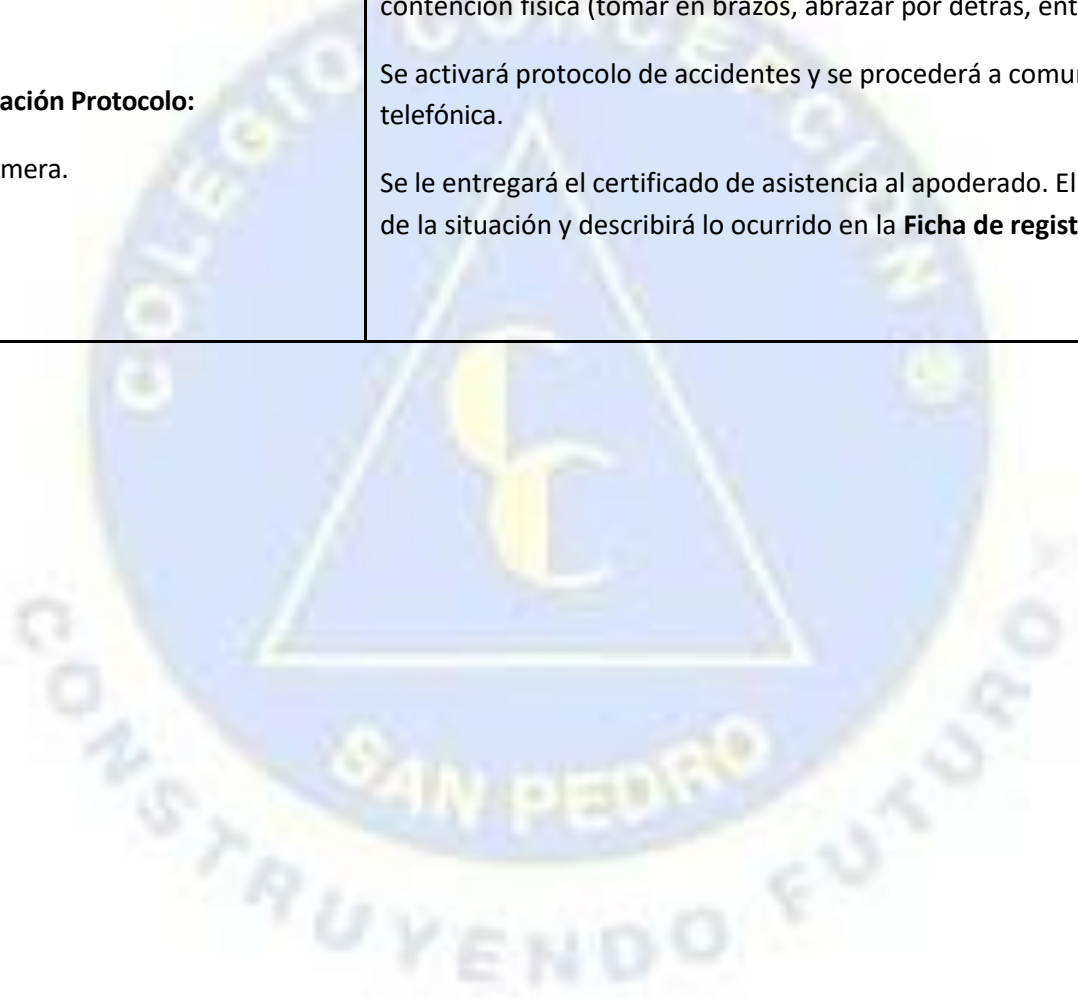 contención física (tomar en brazos, abrazar por detrás, ent
Se activará protocolo de accidentes y se procederá a comu
ación Protocolo:
telefónica.
mera.
Se le entregará el certificado de asistencia al apoderado. El
de la situación y describirá lo ocurrido en la Ficha de regist
COLEGIO CONCEPCIÓN
SAN PEDRO
CONSTRUYENDO FUTURO